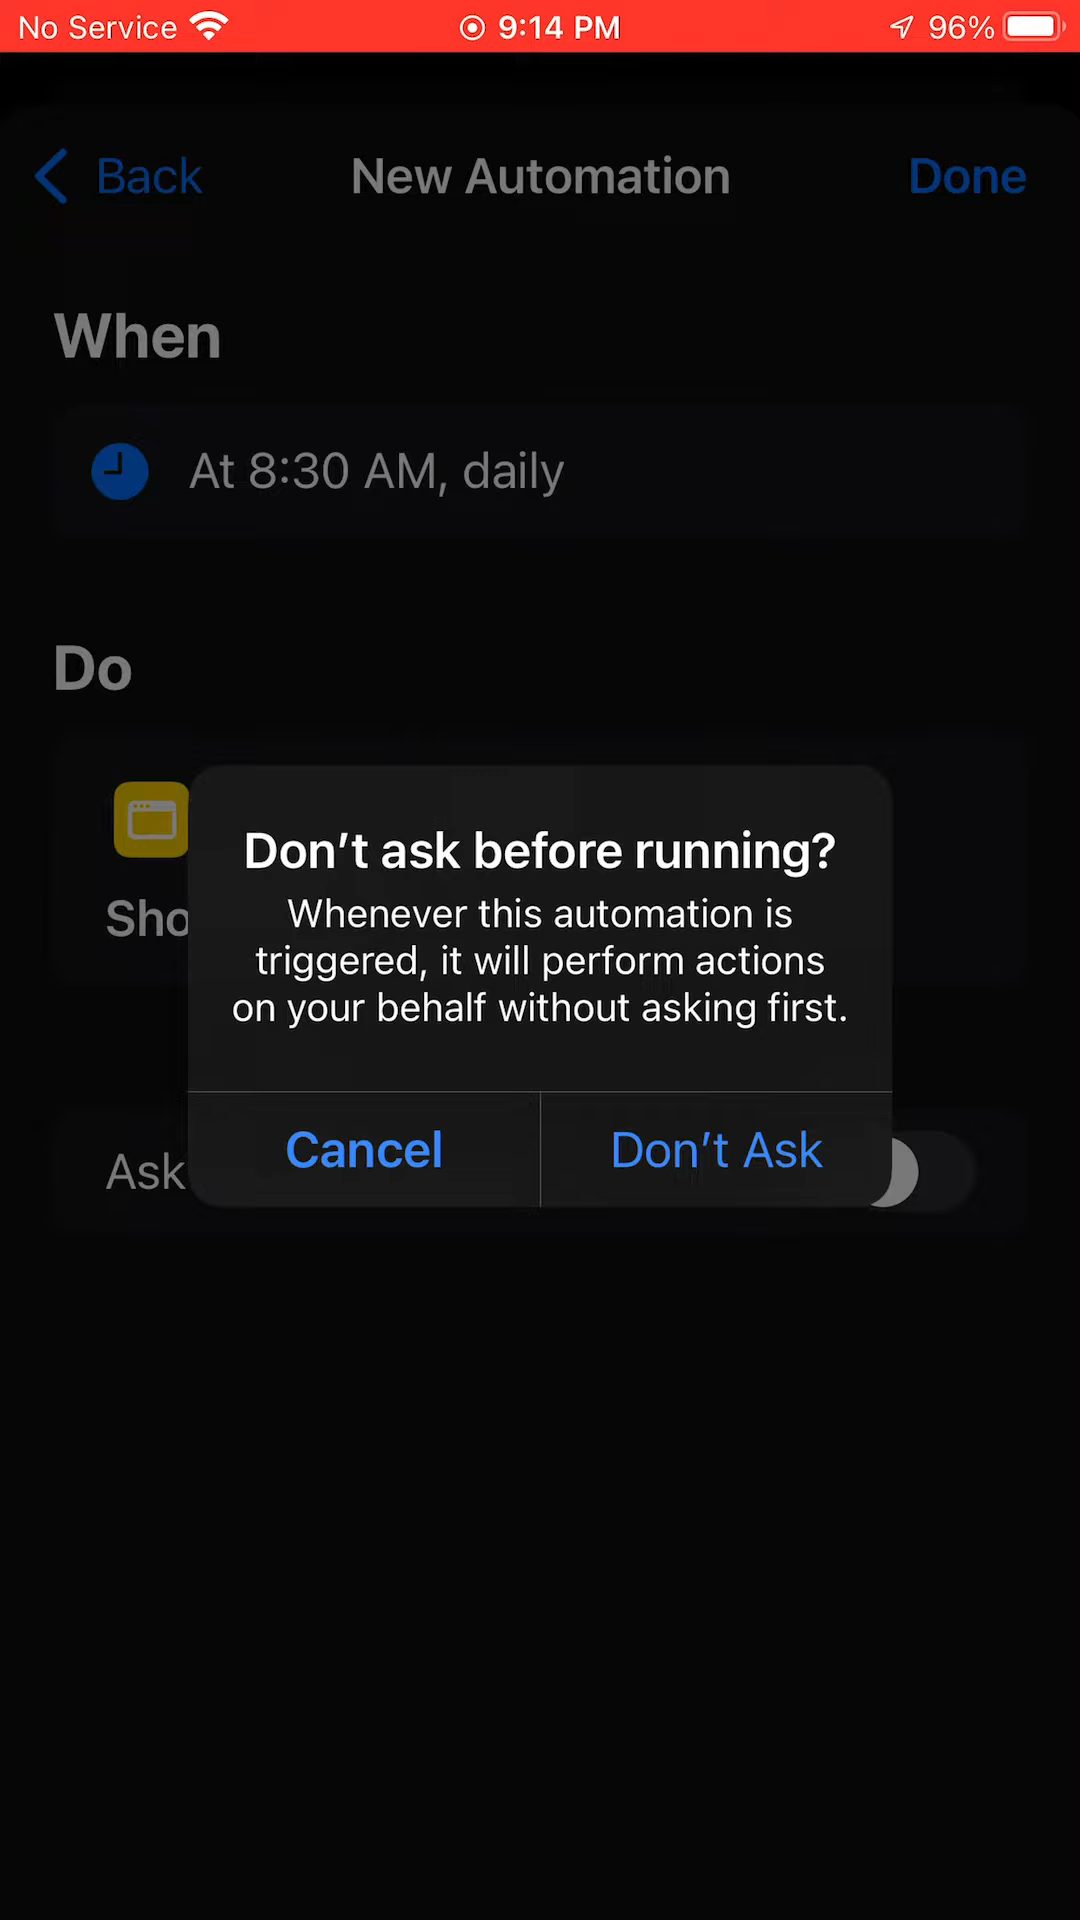 No Service 9:14 PM 96%
Back New Automation Done
When
At 8:30 AM, daily
Do
Sho
Don't ask before running?
Whenever this automation is
triggered, it will perform actions
on your behalf without asking first.
Cancel Don't Ask
Ask